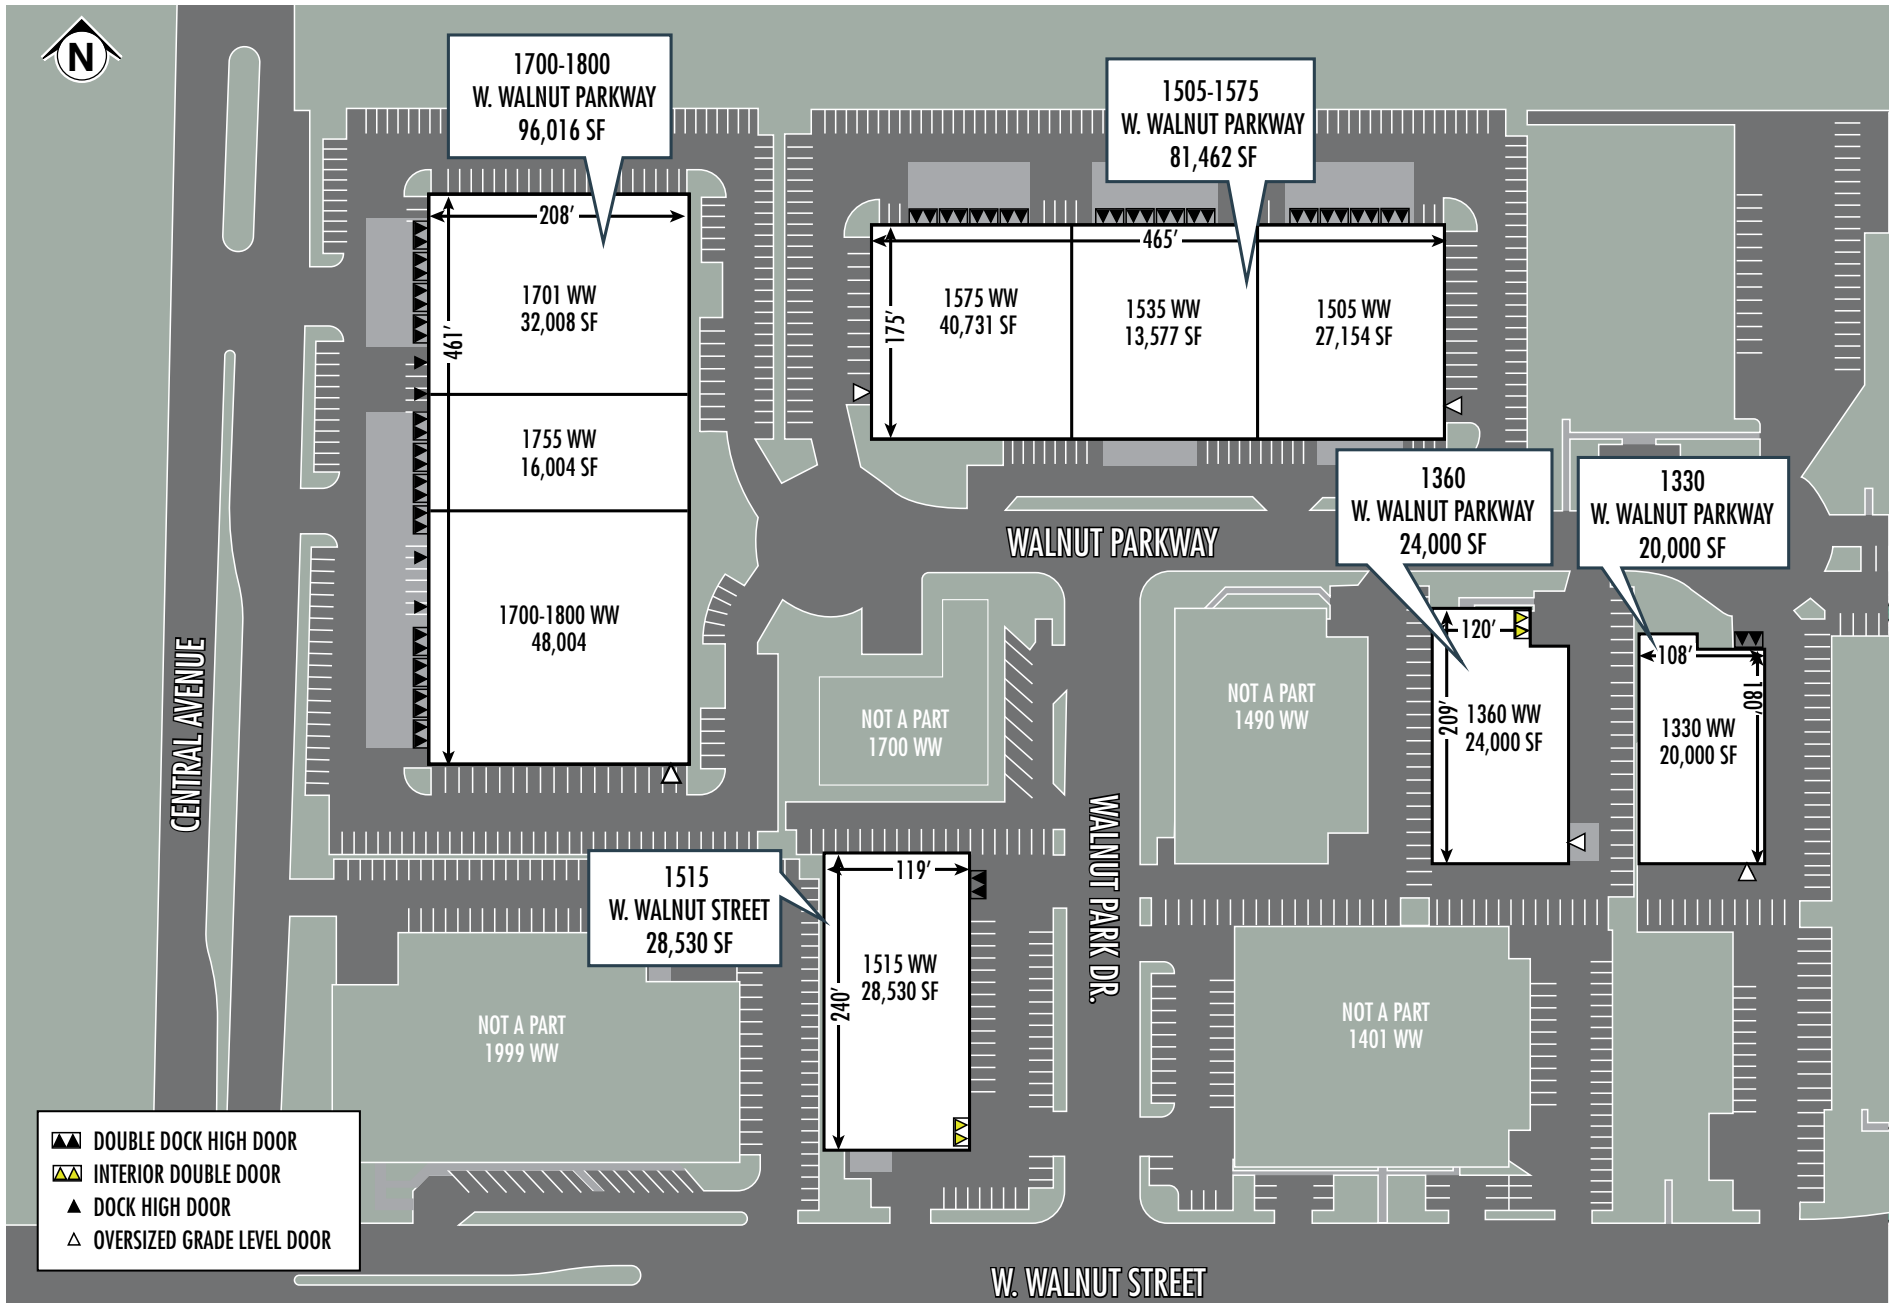 N
1700-1800
W. WALNUT PARKWAY
96,016 SF
1505-1575
W. WALNUT PARKWAY
81,462 SF
208'
461'
1701 WW
32,008 SF
1755 WW
16,004 SF
1700-1800 WW
48,004
465'
175'
1575 WW
40,731 SF
1535 WW
13,577 SF
1505 WW
27,154 SF
WALNUT PARKWAY
1360
W. WALNUT PARKWAY
24,000 SF
1330
W. WALNUT PARKWAY
20,000 SF
120'
209'
1360 WW
24,000 SF
108'
180'
1330 WW
20,000 SF
NOT A PART
1700 WW
NOT A PART
1490 WW
CENTRAL AVENUE
WALNUT PARK DR.
1515
W. WALNUT STREET
28,530 SF
119'
240'
1515 WW
28,530 SF
NOT A PART
1999 WW
NOT A PART
1401 WW
DOUBLE DOCK HIGH DOOR
INTERIOR DOUBLE DOOR
DOCK HIGH DOOR
OVERSIZED GRADE LEVEL DOOR
W. WALNUT STREET